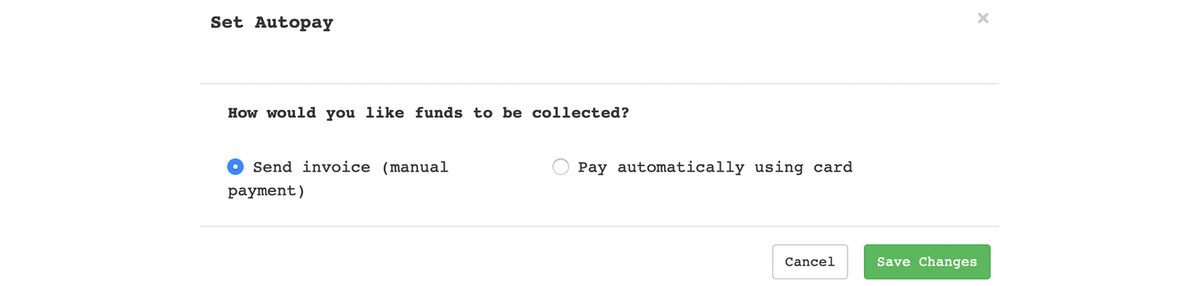 Set Autopay
×
How would you like funds to be collected?
Send invoice (manual
payment)
Pay automatically using card
Cancel
Save Changes